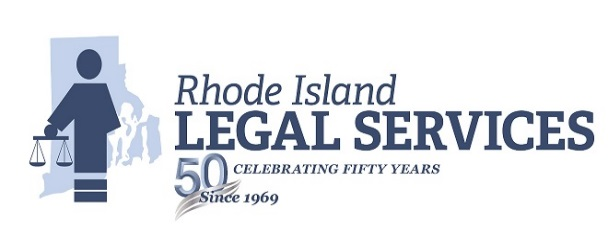 Rhode Island
LEGAL SERVICES
50 CELEBRATING FIFTY YEARS
Since 1969